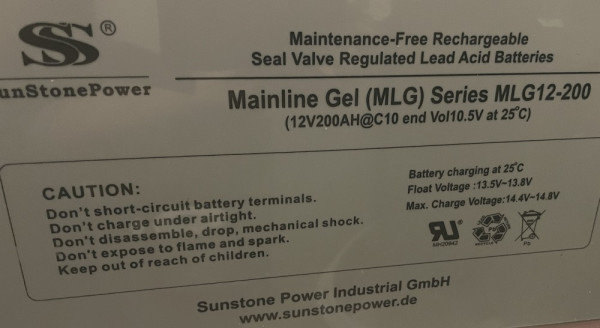 SS®
unStonePower
Maintenance-Free Rechargeable
Seal Valve Regulated Lead Acid Batteries
Mainline Gel (MLG) Series MLG12-200
(12V200AH@C10 end Vol10.5V at 25℃)
CAUTION:
Don't short-circuit battery terminals.
Don't charge under airtight.
Don't disassemble, drop, mechanical shock.
Don't expose to flame and spark.
Keep out of reach of children.
Battery charging at 25℃
Float Voltage :13.5V~13.8V
Max. Charge Voltage :14.4V~14.8V
Pb
Sunstone Power Industrial GmbH
www.sunstonepower.de